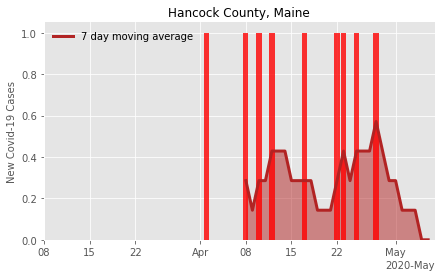 Hancock County, Maine
7 day moving average
New Covid-19 Cases
1.0
0.8
0.6
0.4
0.2
0.0
08
15
22
Apr
08
15
22
May
2020-May